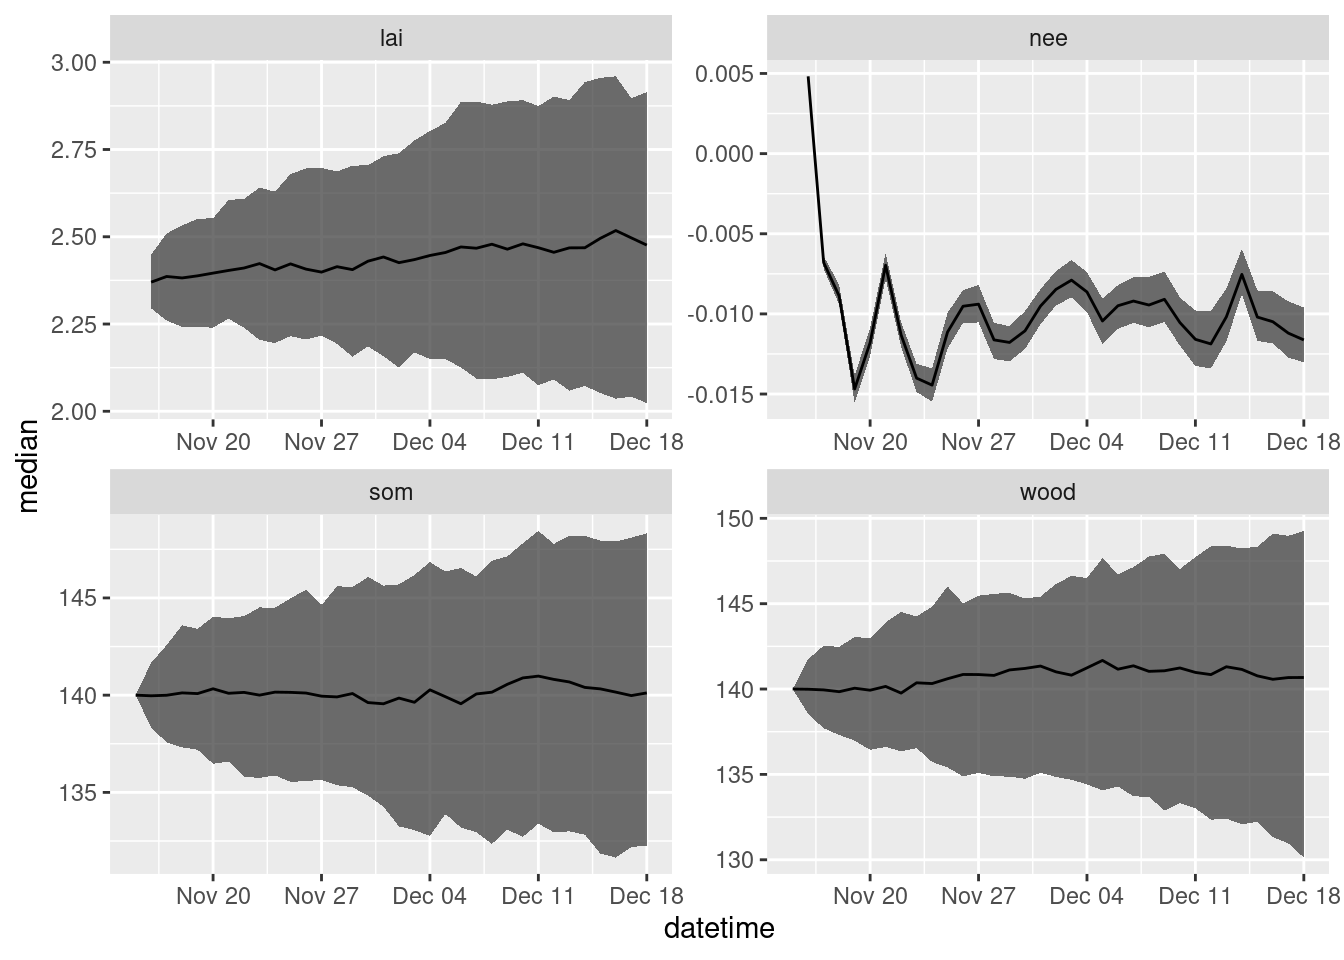 lai
nee
3.00
2.75
2.50
2.25
2.00
0.005
0.000
-0.005
-0.010
-0.015
Nov 20 Nov 27 Dec 04 Dec 11 Dec 18
Nov 20 Nov 27 Dec 04 Dec 11 Dec 18
median
som
wood
145
140
135
150
145
140
135
130
Nov 20 Nov 27 Dec 04 Dec 11 Dec 18
Nov 20 Nov 27 Dec 04 Dec 11 Dec 18
datetime